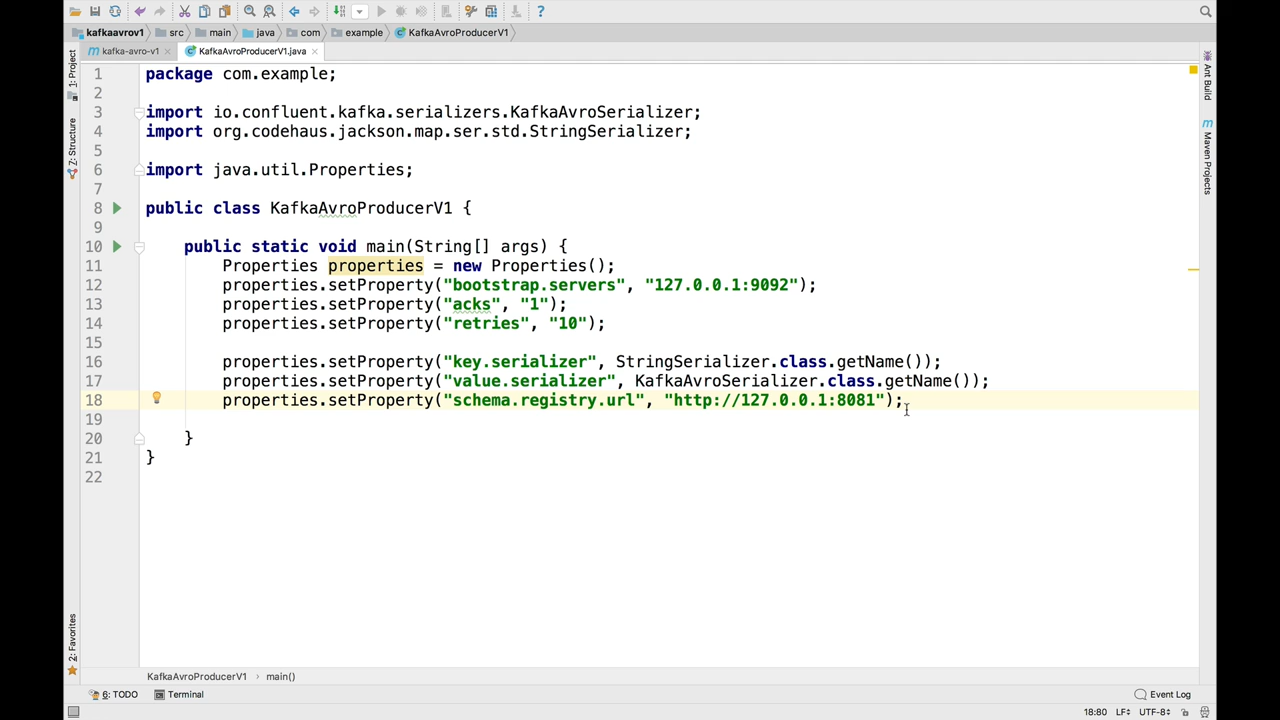 kafkaavrov1 src main java com example KafkaAvroProducerV1
kafka-avro-v1 KafkaAvroProducerV1.java
1: Project
Z: Structure
2: Favorites
1 package com.example;
2
3 import io.confluent.kafka.serializers.KafkaAvroSerializer;
4 import org.codehaus.jackson.map.ser.std.StringSerializer;
5
6 import java.util.Properties;
7
8 public class KafkaAvroProducerV1 {
9
10 public static void main(String[] args) {
11 Properties properties = new Properties();
12 properties.setProperty("bootstrap.servers", "127.0.0.1:9092");
13 properties.setProperty("acks", "1");
14 properties.setProperty("retries", "10");
15
16 properties.setProperty("key.serializer", StringSerializer.class.getName());
17 properties.setProperty("value.serializer", KafkaAvroSerializer.class.getName());
18 properties.setProperty("schema.registry.url", "http://127.0.0.1:8081");
19
20 }
21 }
22
Ant Build
Maven Projects
KafkaAvroProducerV1 › main()
6: TODO Terminal Event Log
18:80 LF UTF-8